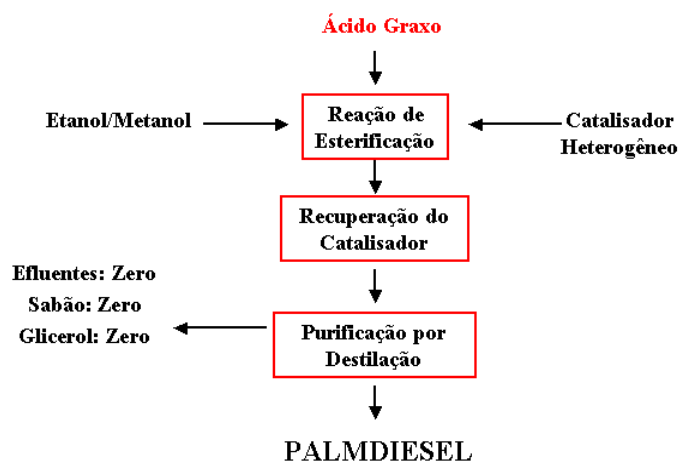 Ácido Graxo
Etanol/Metanol
Reação de
Esterificação
Catalisador
Heterogêneo
Recuperação do
Catalisador
Efluentes: Zero
Sabão: Zero
Glicerol: Zero
Purificação por
Destilação
PALMDIESEL